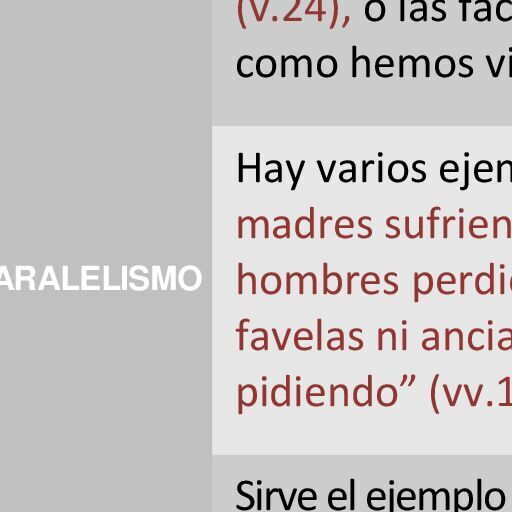 (v.24), o las fac
como hemos vi
Hay varios ejem
madres sufrien
hombres perdi
favelas ni ancia
pidiendo” (vv.1
ARALELISMO
Sirve el ejemplo